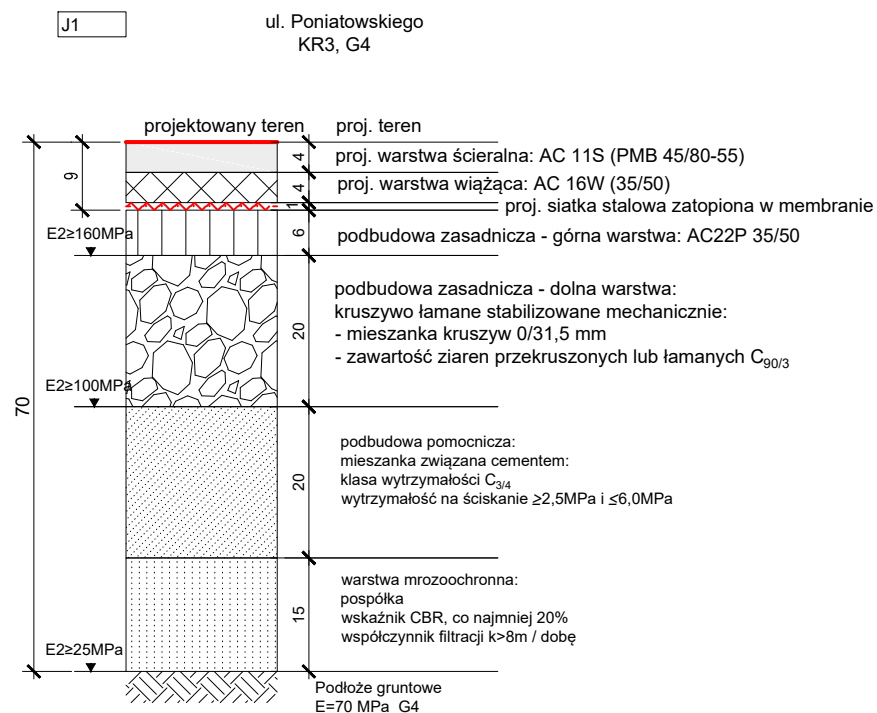 J1
ul. Poniatowskiego
KR3, G4
projektowany teren
proj. teren
4
proj. warstwa ścieralna: AC 11S (PMB 45/80-55)
9
4
proj. warstwa wiążąca: AC 16W (35/50)
1
proj. siatka stalowa zatopiona w membranie
E2≥160MPa
6
podbudowa zasadnicza - górna warstwa: AC22P 35/50
20
podbudowa zasadnicza - dolna warstwa:
kruszywo łamane stabilizowane mechanicznie:
- mieszanka kruszyw 0/31,5 mm
- zawartość ziaren przekruszonych lub łamanych C90/3
E2≥100MPa
70
20
podbudowa pomocnicza:
mieszanka związana cementem:
klasa wytrzymałości C3/4
wytrzymałość na ściskanie ≥2,5MPa i ≤6,0MPa
15
warstwa mrozoochronna:
pospółka
wskaźnik CBR, co najmniej 20%
współczynnik filtracji k>8m / dobę
E2≥25MPa
Podłoże gruntowe
E=70 MPa G4